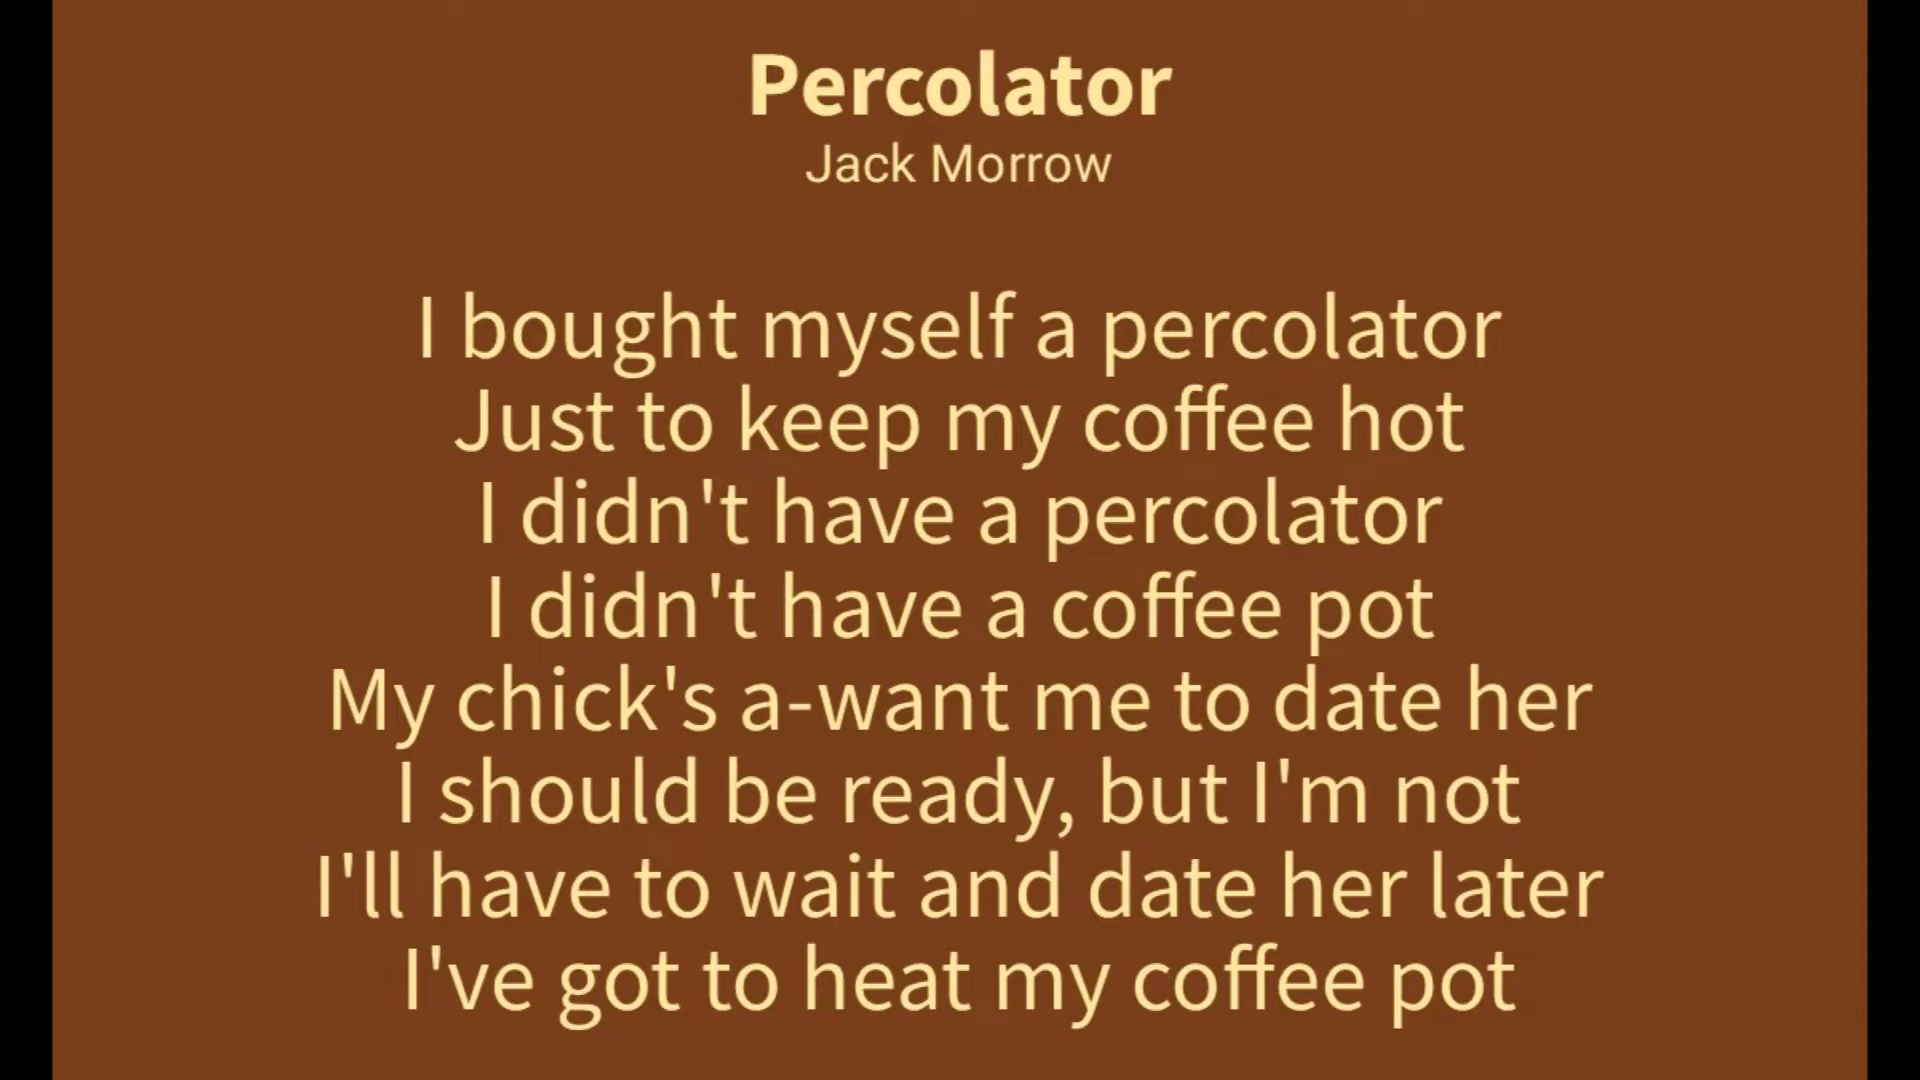 Percolator
Jack Morrow
I bought myself a percolator
Just to keep my coffee hot
I didn't have a percolator
I didn't have a coffee pot
My chick's a-want me to date her
I should be ready, but I'm not
I'll have to wait and date her later
I've got to heat my coffee pot